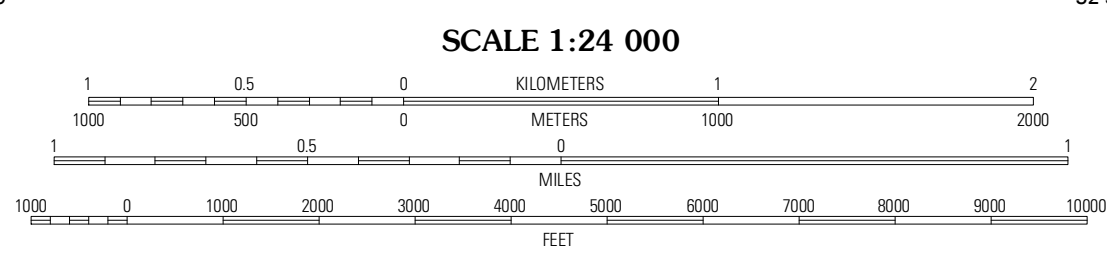 SCALE 1:24 000
1 0.5 0 KILOMETERS 1 2
1000 500 0 METERS 1000 2000
1 0.5 0 1
MILES
1000 0 1000 2000 3000 4000 5000 6000 7000 8000 9000 10000
FEET